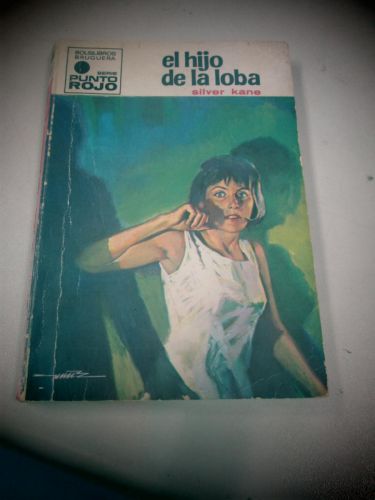 BOLSILIBROS
BRUGUERA
SERIE
PUNTO
ROJO
el hijo
de la loba
silver kane